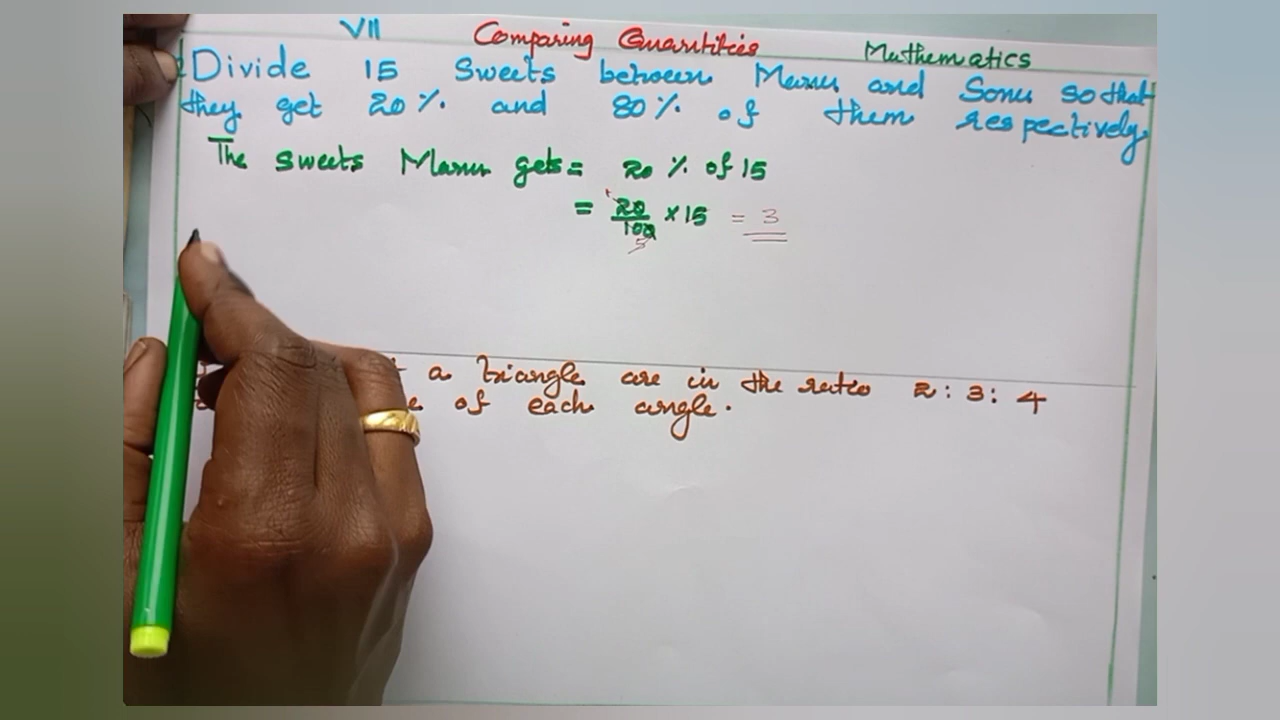 VII Comparing Quantities Mathematics
Divide 15 Sweets between Manu and Sonu so that
they get 20% and 80% of them respectively
The sweets Manu gets = 20% of 15
= 20/100 × 15 = 3
1
5
a triangle are in the ratio 2 : 3 : 4
of each angle.